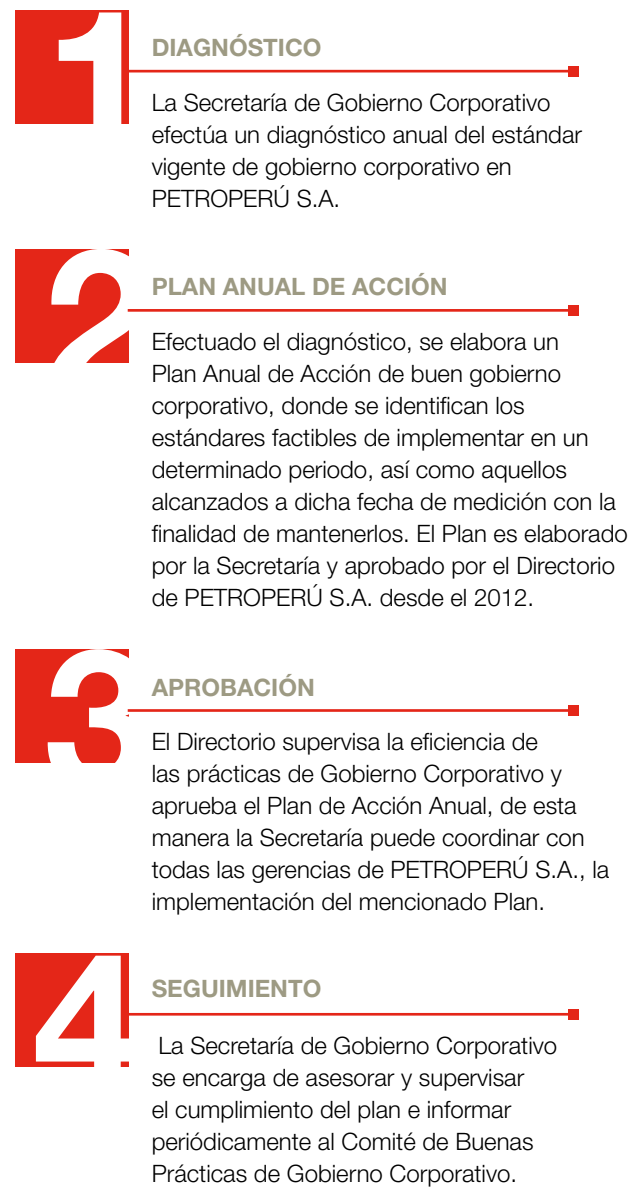 1
DIAGNÓSTICO
La Secretaría de Gobierno Corporativo
efectúa un diagnóstico anual del estándar
vigente de gobierno corporativo en
PETROPERÚ S.A.
2
PLAN ANUAL DE ACCIÓN
Efectuado el diagnóstico, se elabora un
Plan Anual de Acción de buen gobierno
corporativo, donde se identifican los
estándares factibles de implementar en un
determinado periodo, así como aquellos
alcanzados a dicha fecha de medición con la
finalidad de mantenerlos. El Plan es elaborado
por la Secretaría y aprobado por el Directorio
de PETROPERÚ S.A. desde el 2012.
3
APROBACIÓN
El Directorio supervisa la eficiencia de
las prácticas de Gobierno Corporativo y
aprueba el Plan de Acción Anual, de esta
manera la Secretaría puede coordinar con
todas las gerencias de PETROPERÚ S.A., la
implementación del mencionado Plan.
4
SEGUIMIENTO
La Secretaría de Gobierno Corporativo
se encarga de asesorar y supervisar
el cumplimiento del plan e informar
periódicamente al Comité de Buenas
Prácticas de Gobierno Corporativo.